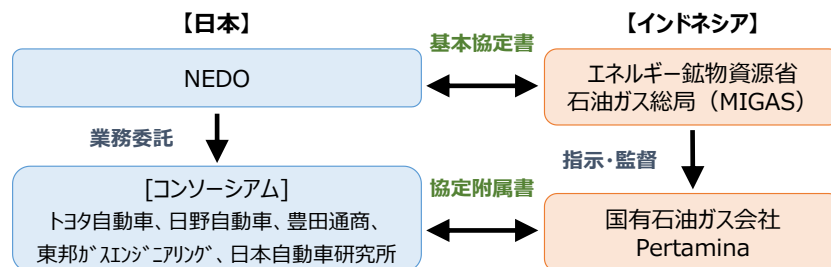 【日本】
【インドネシア】
基本協定書
NEDO
エネルギー鉱物資源省
石油ガス総局（MIGAS）
業務委託
指示・監督
[コンソーシアム]
トヨタ自動車、日野自動車、豊田通商、
東邦ｶﾞｽｴﾝｼﾞﾆｱﾘﾝｸﾞ、日本自動車研究所
協定附属書
国有石油ガス会社
Pertamina